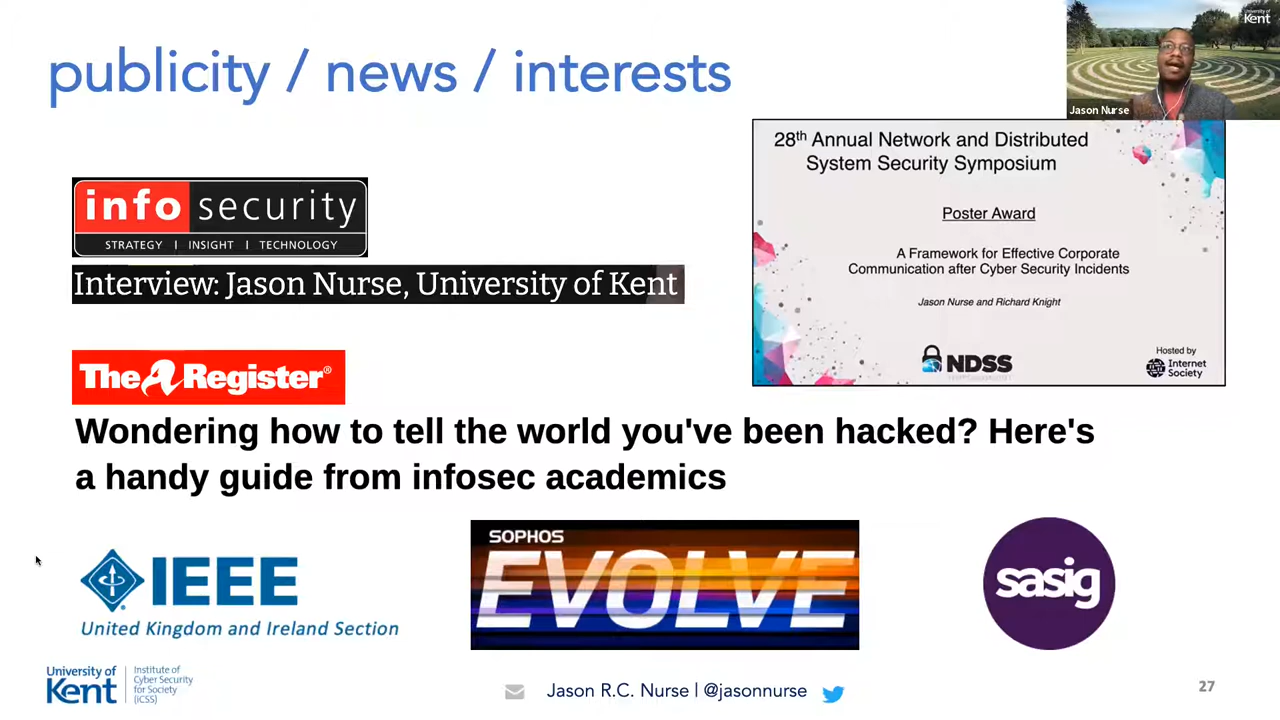 publicity / news / interests
University of
Kent
Jason Nurse
28th Annual Network and Distributed
System Security Symposium
Poster Award
A Framework for Effective Corporate
Communication after Cyber Security Incidents
Jason Nurse and Richard Knight
NDSS
Hosted by
Internet
Society
info security
STRATEGY | INSIGHT | TECHNOLOGY
Interview: Jason Nurse, University of Kent
The Register®
Wondering how to tell the world you've been hacked? Here's
a handy guide from infosec academics
IEEE
United Kingdom and Ireland Section
SOPHOS
EVOLVE
sasig
University of
Kent
Institute of
Cyber Security
for Society
(iCSS)
Jason R.C. Nurse | @jasonnurse
27